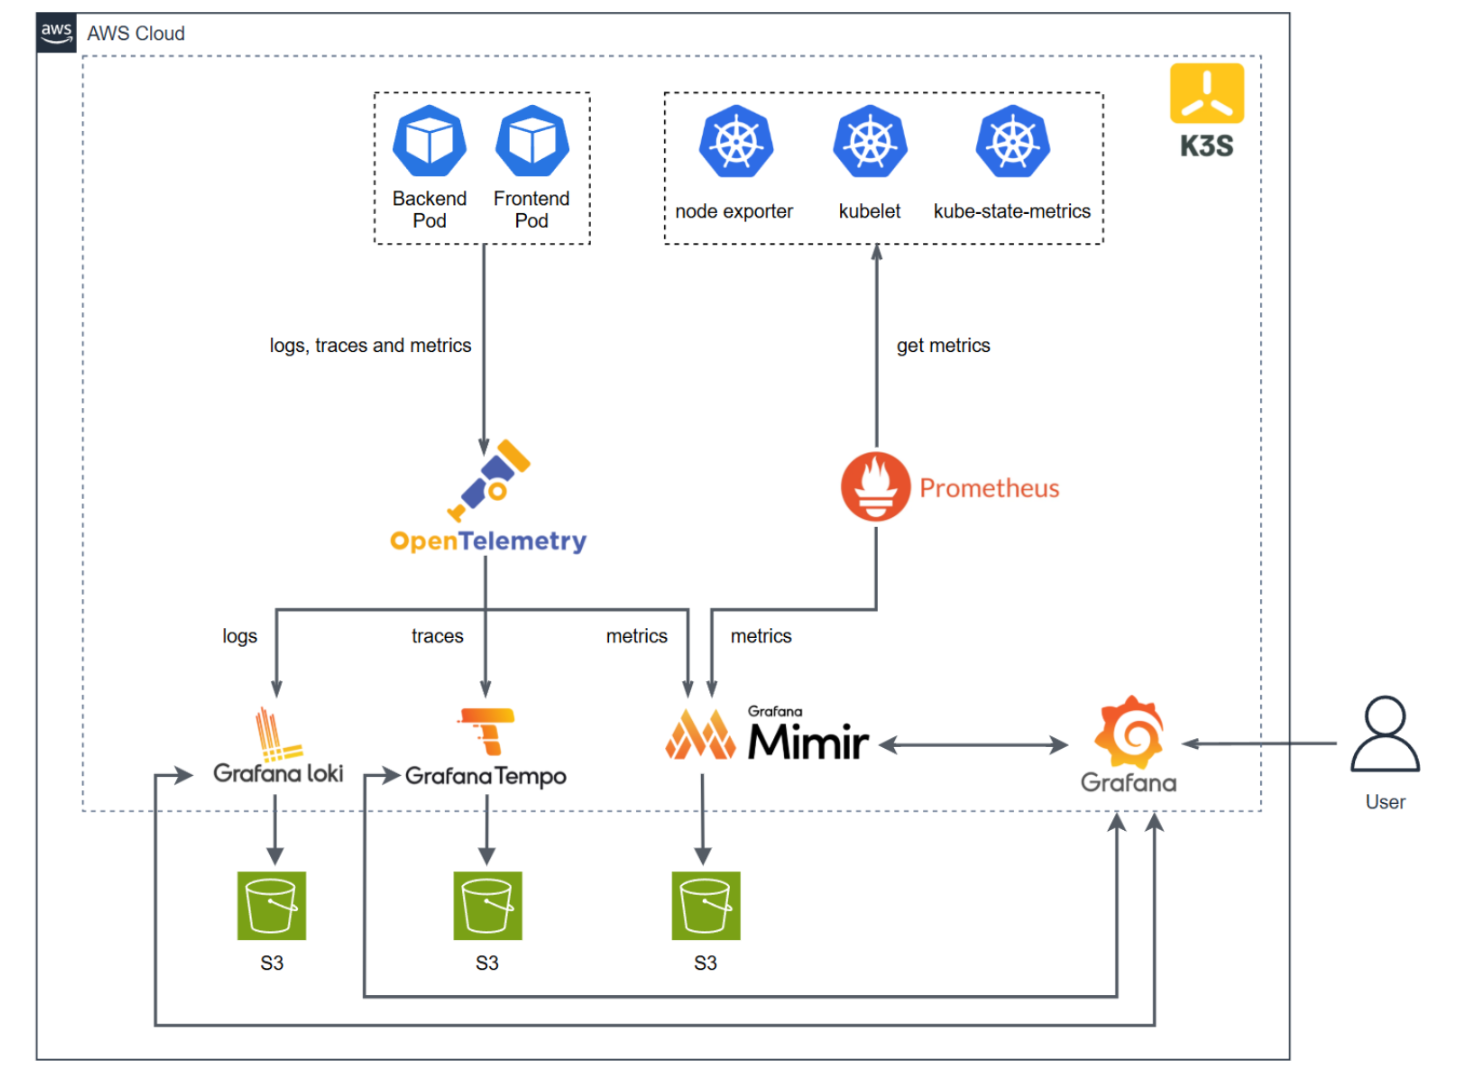 aws
AWS Cloud
K3S
Backend
Pod
Frontend
Pod
node exporter
kubelet
kube-state-metrics
logs, traces and metrics
get metrics
OpenTelemetry
Prometheus
logs
traces
metrics
metrics
Grafana loki
Grafana Tempo
Grafana
Mimir
Grafana
User
S3
S3
S3